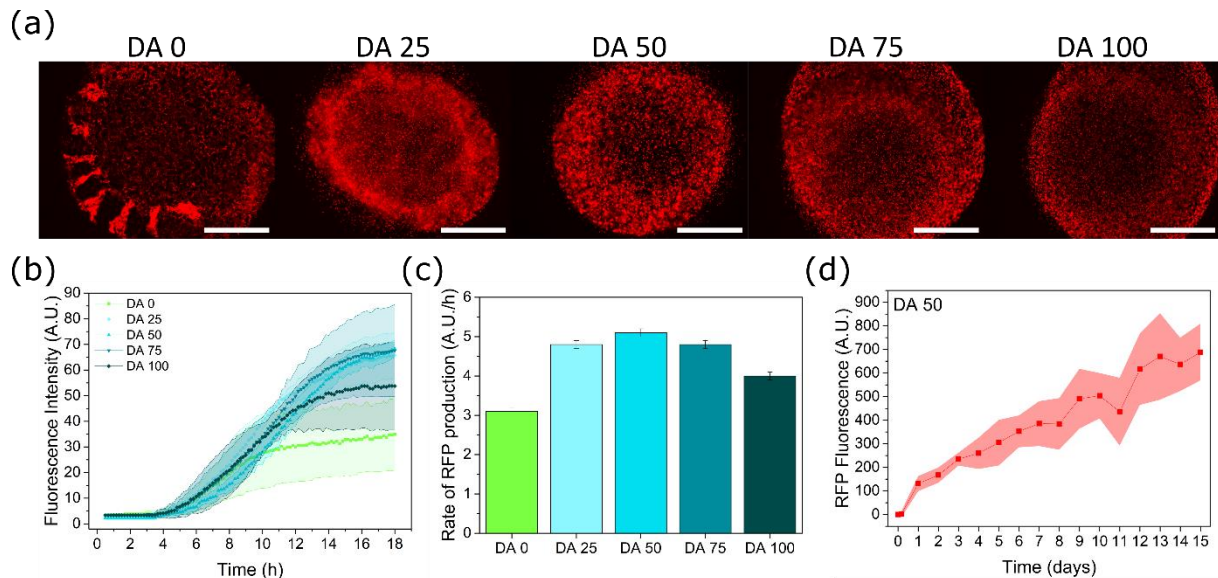 (a)
DA 0 DA 25 DA 50 DA 75 DA 100
(b)
Fluorescence Intensity (A.U.)
90
80
70
60
50
40
30
20
10
0
DA 0
DA 25
DA 50
DA 75
DA 100
0 2 4 6 8 10 12 14 16 18
Time (h)
(c)
Rate of RFP production (A.U./h)
6
5
4
3
2
1
0
DA 0 DA 25 DA 50 DA 75 DA 100
(d)
DA 50
RFP Fluorescence (A.U.)
900
800
700
600
500
400
300
200
100
0
0 1 2 3 4 5 6 7 8 9 10 11 12 13 14 15
Time (days)